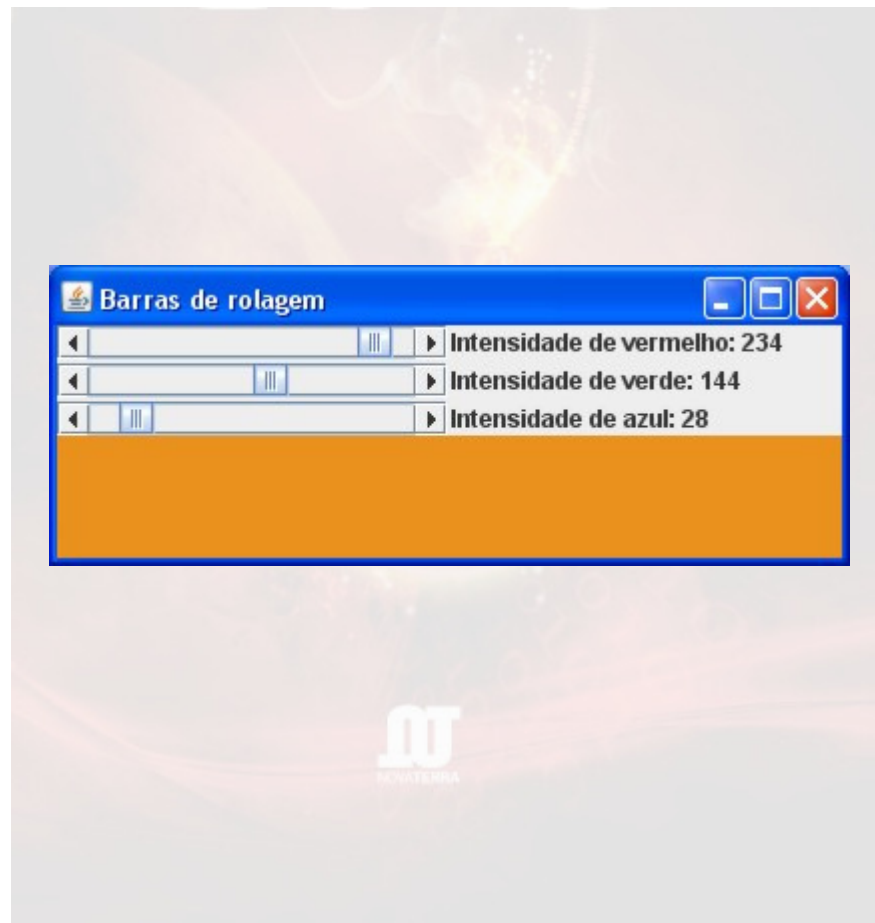 Barras de rolagem
Intensidade de vermelho: 234
Intensidade de verde: 144
Intensidade de azul: 28
NOVATERRA